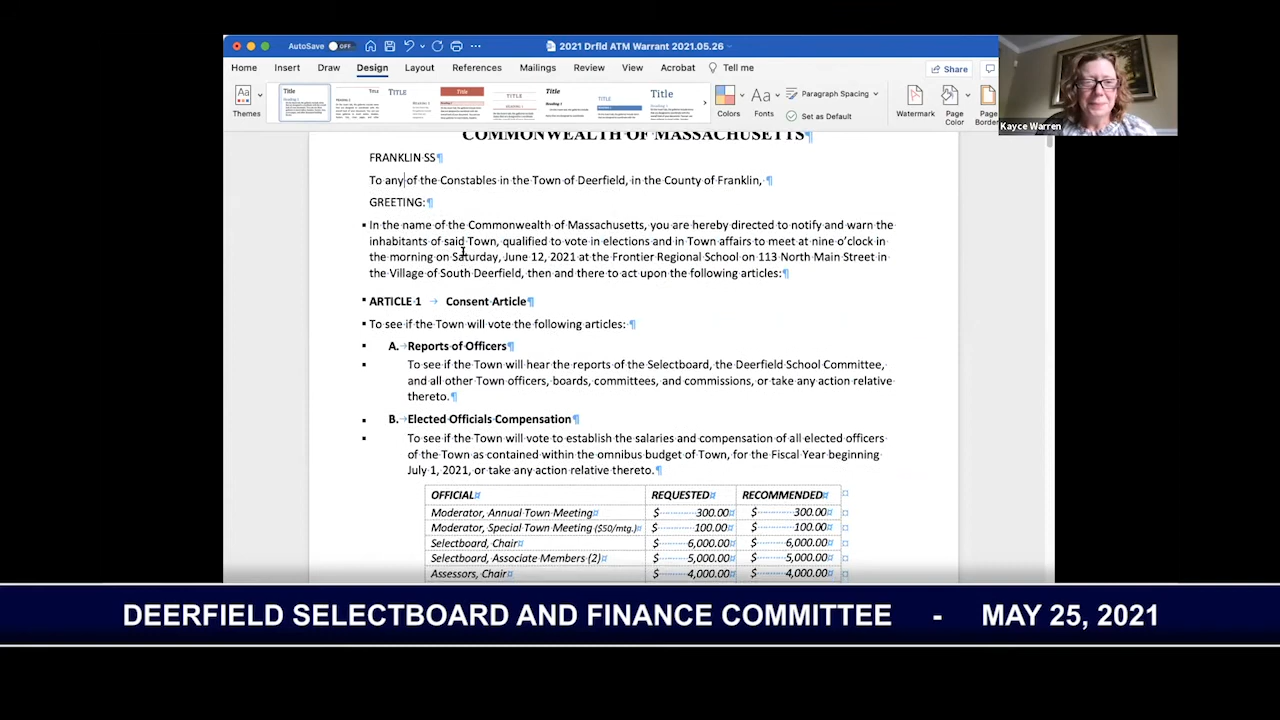 AutoSave OFF 2021 Drfld ATM Warrant 2021.05.26
Home Insert Draw Design Layout References Mailings Review View Acrobat Tell me Share
Themes
Title
Title
TITLE
Title
TITLE
Title
TITLE
Title
Colors
Fonts
Paragraph Spacing
Set as Default
Watermark
Page Color
Page
Kayce Warren
COMMONWEALTH OF MASSACHUSETTS¶
FRANKLIN SS¶
To any of the Constables in the Town of Deerfield, in the County of Franklin, ¶
GREETING:¶
In the name of the Commonwealth of Massachusetts, you are hereby directed to notify and warn the
inhabitants of said Town, qualified to vote in elections and in Town affairs to meet at nine o'clock in
the morning on Saturday, June 12, 2021 at the Frontier Regional School on 113 North Main Street in
the Village of South Deerfield, then and there to act upon the following articles:¶
ARTICLE 1 → Consent Article¶
To see if the Town will vote the following articles: ¶
A. Reports of Officers¶
To see if the Town will hear the reports of the Selectboard, the Deerfield School Committee,
and all other Town officers, boards, committees, and commissions, or take any action relative
thereto.¶
B. Elected Officials Compensation¶
To see if the Town will vote to establish the salaries and compensation of all elected officers
of the Town as contained within the omnibus budget of Town, for the Fiscal Year beginning
July 1, 2021, or take any action relative thereto.¶
OFFICIAL REQUESTED RECOMMENDED
Moderator, Annual Town Meeting $ 300.00 $ 300.00
Moderator, Special Town Meeting ($50/mtg.) $ 100.00 $ 100.00
Selectboard, Chair $ 6,000.00 $ 6,000.00
Selectboard, Associate Members (2) $ 5,000.00 $ 5,000.00
Assessors, Chair $ 4,000.00 $ 4,000.00
DEERFIELD SELECTBOARD AND FINANCE COMMITTEE - MAY 25, 2021